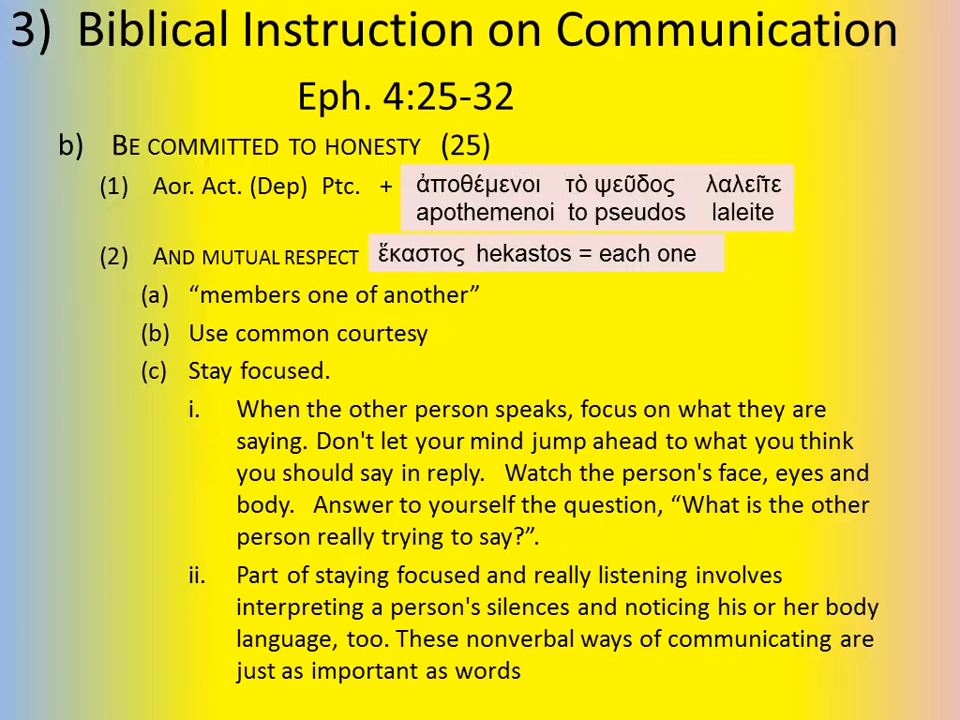 3) Biblical Instruction on Communication
Eph. 4:25-32
b) BE COMMITTED TO HONESTY (25)
(1) Aor. Act. (Dep) Ptc. + ἀποθέμενοι τὸ ψεῦδος λαλεῖτε
apothemenoi to pseudos laleite
(2) AND MUTUAL RESPECT ἕκαστος hekastos = each one
(a) “members one of another”
(b) Use common courtesy
(c) Stay focused.
i. When the other person speaks, focus on what they are
saying. Don't let your mind jump ahead to what you think
you should say in reply. Watch the person's face, eyes and
body. Answer to yourself the question, “What is the other
person really trying to say?”.
ii. Part of staying focused and really listening involves
interpreting a person's silences and noticing his or her body
language, too. These nonverbal ways of communicating are
just as important as words